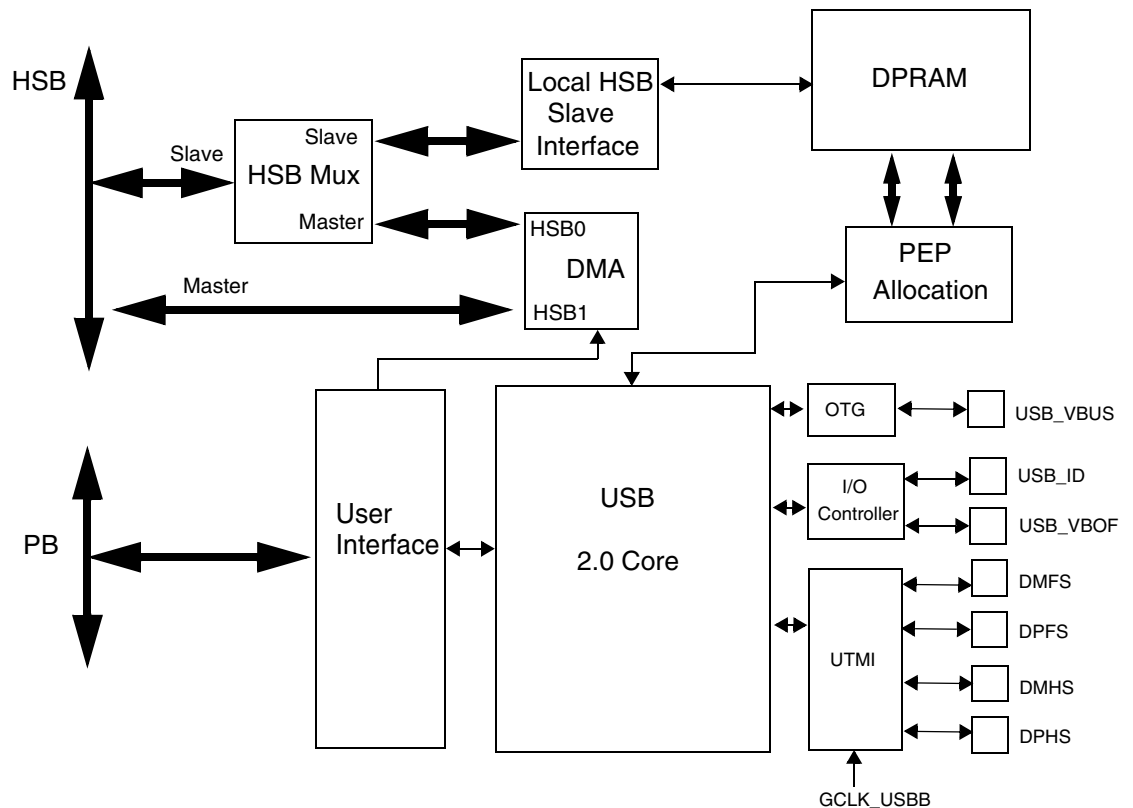 HSB
Slave
Slave
HSB Mux
Master
Local HSB
Slave
Interface
DPRAM
HSB0
DMA
HSB1
Master
PEP
Allocation
PB
User
Interface
USB
2.0 Core
OTG
USB_VBUS
I/O
Controller
USB_ID
USB_VBOF
UTMI
DMFS
DPFS
DMHS
DPHS
GCLK_USBB